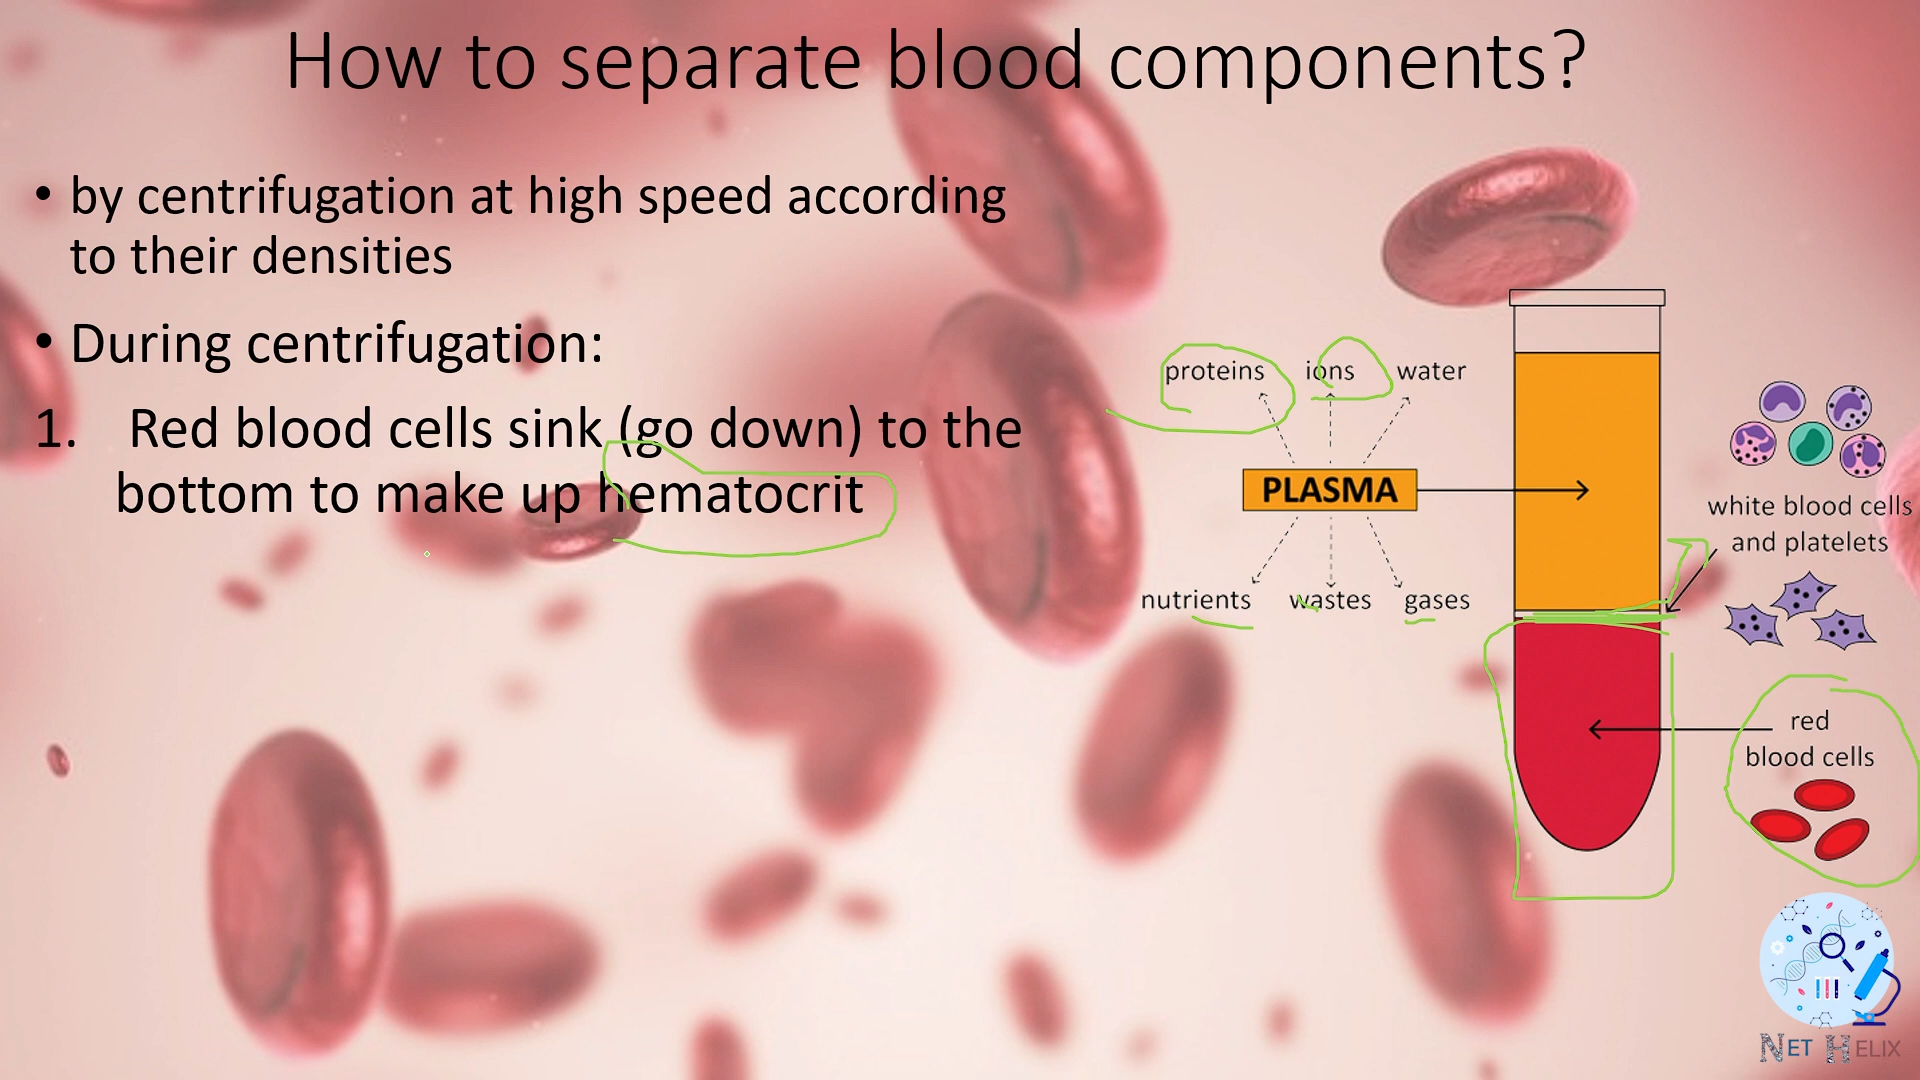 How to separate blood components?
• by centrifugation at high speed according
to their densities
• During centrifugation:
1. Red blood cells sink (go down) to the
bottom to make up hematocrit
proteins ions water
PLASMA
nutrients wastes gases
white blood cells
and platelets
red
blood cells
NET HELIX